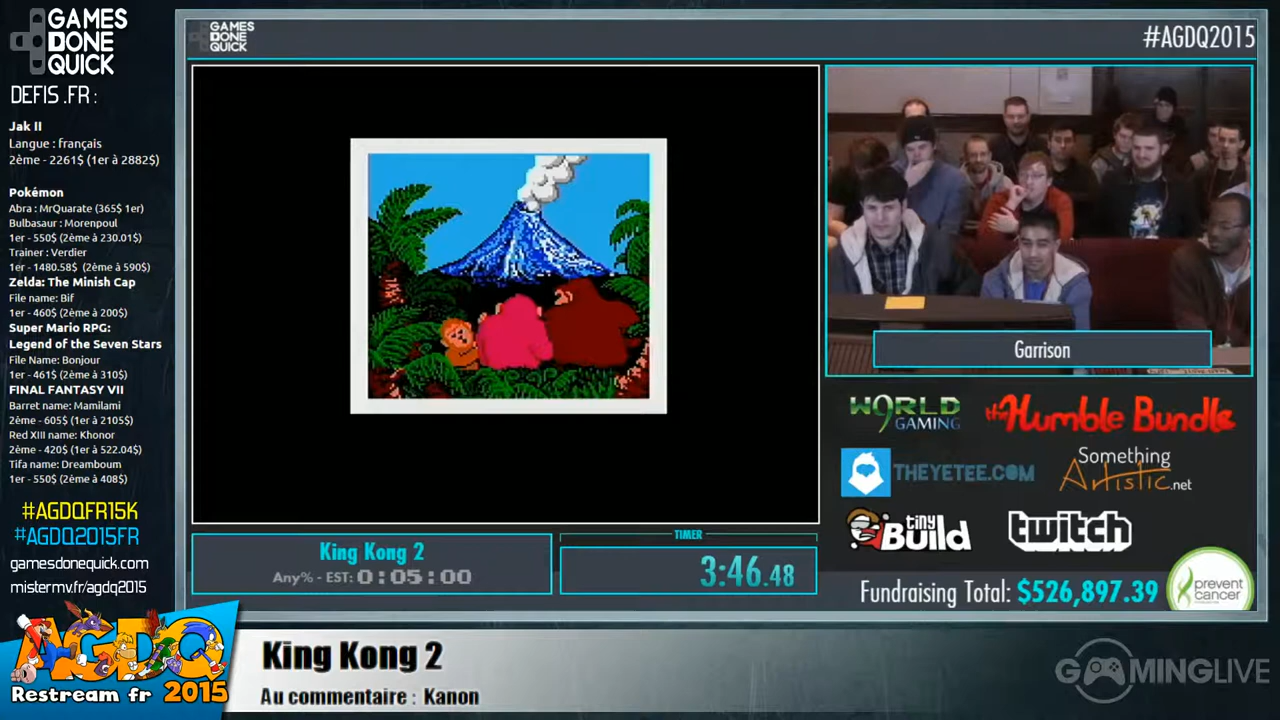 GAMES
DONE
QUICK
DEFIS .FR :
Jak II
Langue : français
2ème - 2261$ (1er à 2882$)
Pokémon
Abra : MrQuarate (365$ 1er)
Bulbasaur : Morenpoul
1er - 550$ (2ème à 230.01$)
Trainer : Verdier
1er - 1480.58$ (2ème à 590$)
Zelda: The Minish Cap
File name: Bif
1er - 460$ (2ème à 200$)
Super Mario RPG:
Legend of the Seven Stars
File Name: Bonjour
1er - 461$ (2ème à 310$)
FINAL FANTASY VII
Barret name: Mamilami
2ème - 605$ (1er à 2105$)
Red XIII name: Khonor
2ème - 420$ (1er à 522.04$)
Tifa name: Dreamboum
1er - 550$ (2ème à 408$)
#AGDQFR15K
#AGDQ2015FR
gamesdonequick.com
mistermv.fr/agdq2015
AGDQ
Restream fr 2015
GAMES
DONE
QUICK
#AGDQ2015
Garrison
W9RLD
GAMING
the Humble Bundle
THEYETEE.COM
Something
Artistic.net
tiny
Build
twitch
King Kong 2
Any% - EST: 0:05:00
TIMER
3:46.48
Fundraising Total: $526,897.39
prevent
cancer
King Kong 2
Au commentaire : Kanon
GAMINGLIVE